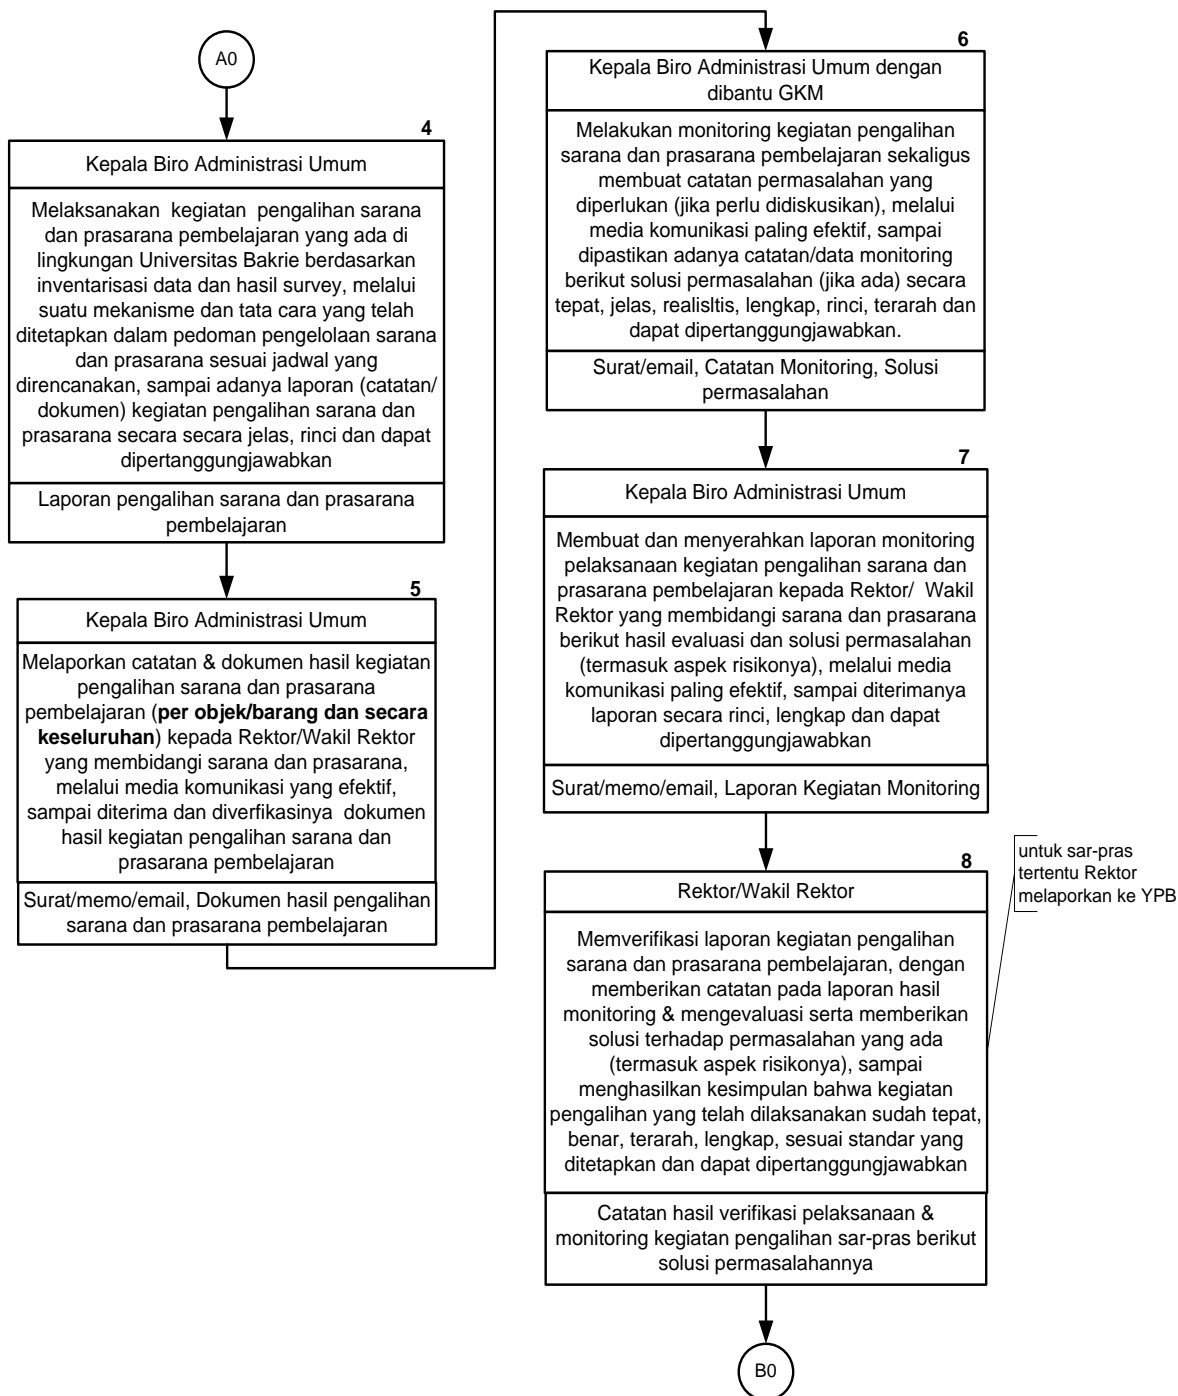 A0
4
Kepala Biro Administrasi Umum
Melaksanakan kegiatan pengalihan sarana
dan prasarana pembelajaran yang ada di
lingkungan Universitas Bakrie berdasarkan
inventarisasi data dan hasil survey, melalui
suatu mekanisme dan tata cara yang telah
ditetapkan dalam pedoman pengelolaan sarana
dan prasarana sesuai jadwal yang
direncanakan, sampai adanya laporan (catatan/
dokumen) kegiatan pengalihan sarana dan
prasarana secara secara jelas, rinci dan dapat
dipertanggungjawabkan
Laporan pengalihan sarana dan prasarana
pembelajaran
5
Kepala Biro Administrasi Umum
Melaporkan catatan & dokumen hasil kegiatan
pengalihan sarana dan prasarana
pembelajaran (per objek/barang dan secara
keseluruhan) kepada Rektor/Wakil Rektor
yang membidangi sarana dan prasarana,
melalui media komunikasi yang efektif,
sampai diterima dan diverfikasinya dokumen
hasil kegiatan pengalihan sarana dan
prasarana pembelajaran
Surat/memo/email, Dokumen hasil pengalihan
sarana dan prasarana pembelajaran
6
Kepala Biro Administrasi Umum dengan
dibantu GKM
Melakukan monitoring kegiatan pengalihan
sarana dan prasarana pembelajaran sekaligus
membuat catatan permasalahan yang
diperlukan (jika perlu didiskusikan), melalui
media komunikasi paling efektif, sampai
dipastikan adanya catatan/data monitoring
berikut solusi permasalahan (jika ada) secara
tepat, jelas, realisltis, lengkap, rinci, terarah dan
dapat dipertanggungjawabkan.
Surat/email, Catatan Monitoring, Solusi
permasalahan
7
Kepala Biro Administrasi Umum
Membuat dan menyerahkan laporan monitoring
pelaksanaan kegiatan pengalihan sarana dan
prasarana pembelajaran kepada Rektor/ Wakil
Rektor yang membidangi sarana dan prasarana
berikut hasil evaluasi dan solusi permasalahan
(termasuk aspek risikonya), melalui media
komunikasi paling efektif, sampai diterimanya
laporan secara rinci, lengkap dan dapat
dipertanggungjawabkan
Surat/memo/email, Laporan Kegiatan Monitoring
8
Rektor/Wakil Rektor
Memverifikasi laporan kegiatan pengalihan
sarana dan prasarana pembelajaran, dengan
memberikan catatan pada laporan hasil
monitoring & mengevaluasi serta memberikan
solusi terhadap permasalahan yang ada
(termasuk aspek risikonya), sampai
menghasilkan kesimpulan bahwa kegiatan
pengalihan yang telah dilaksanakan sudah tepat,
benar, terarah, lengkap, sesuai standar yang
ditetapkan dan dapat dipertanggungjawabkan
Catatan hasil verifikasi pelaksanaan &
monitoring kegiatan pengalihan sar-pras berikut
solusi permasalahannya
untuk sar-pras
tertentu Rektor
melaporkan ke YPB
B0